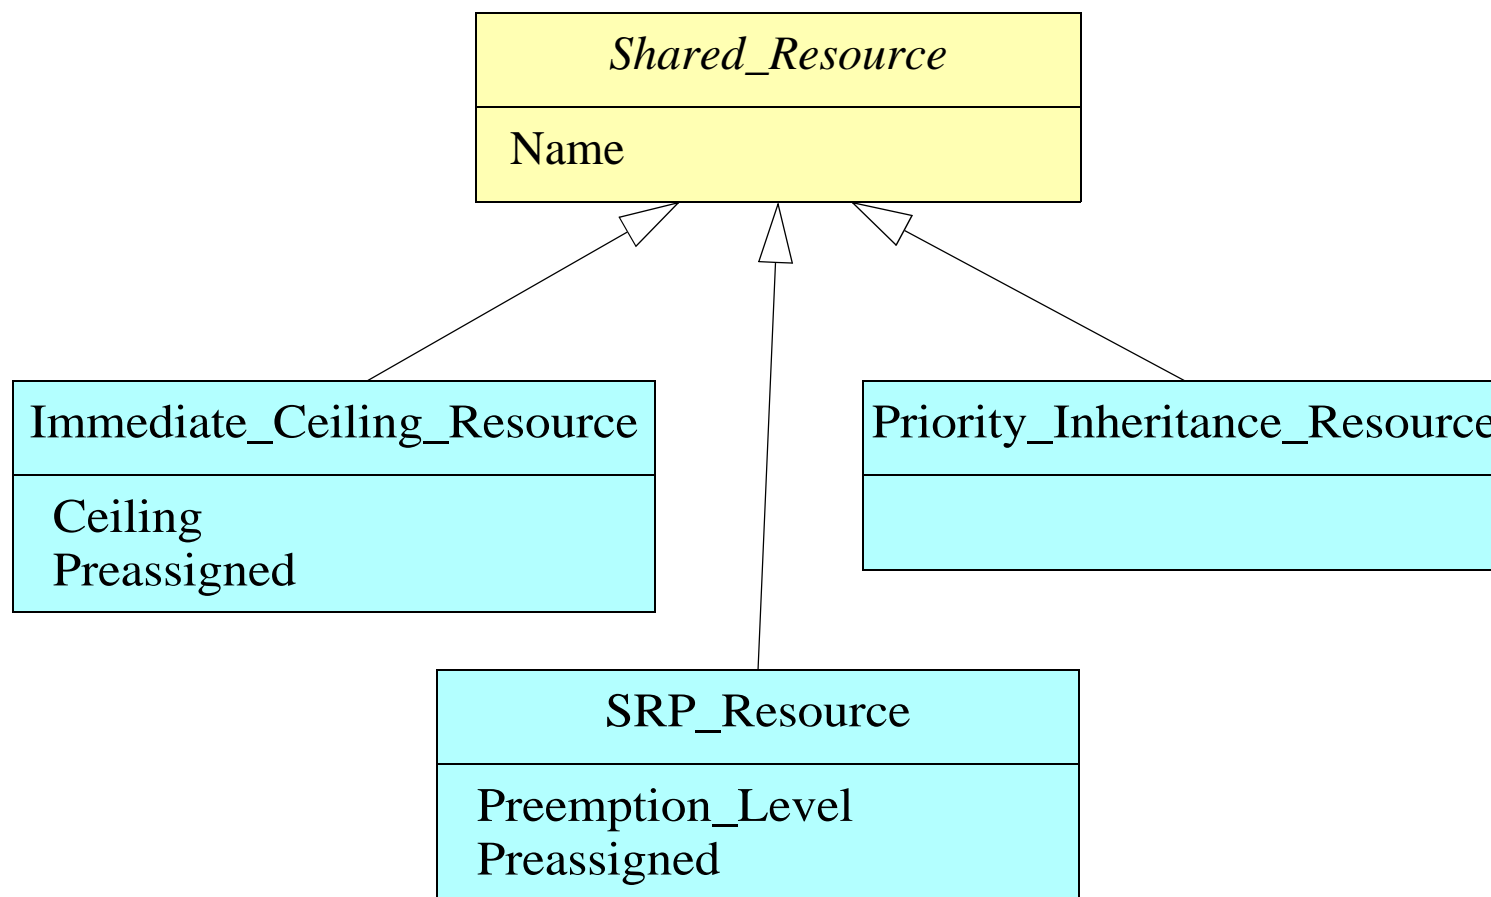 Shared_Resource
Name
Immediate_Ceiling_Resource
Ceiling
Preassigned
Priority_Inheritance_Resource
SRP_Resource
Preemption_Level
Preassigned